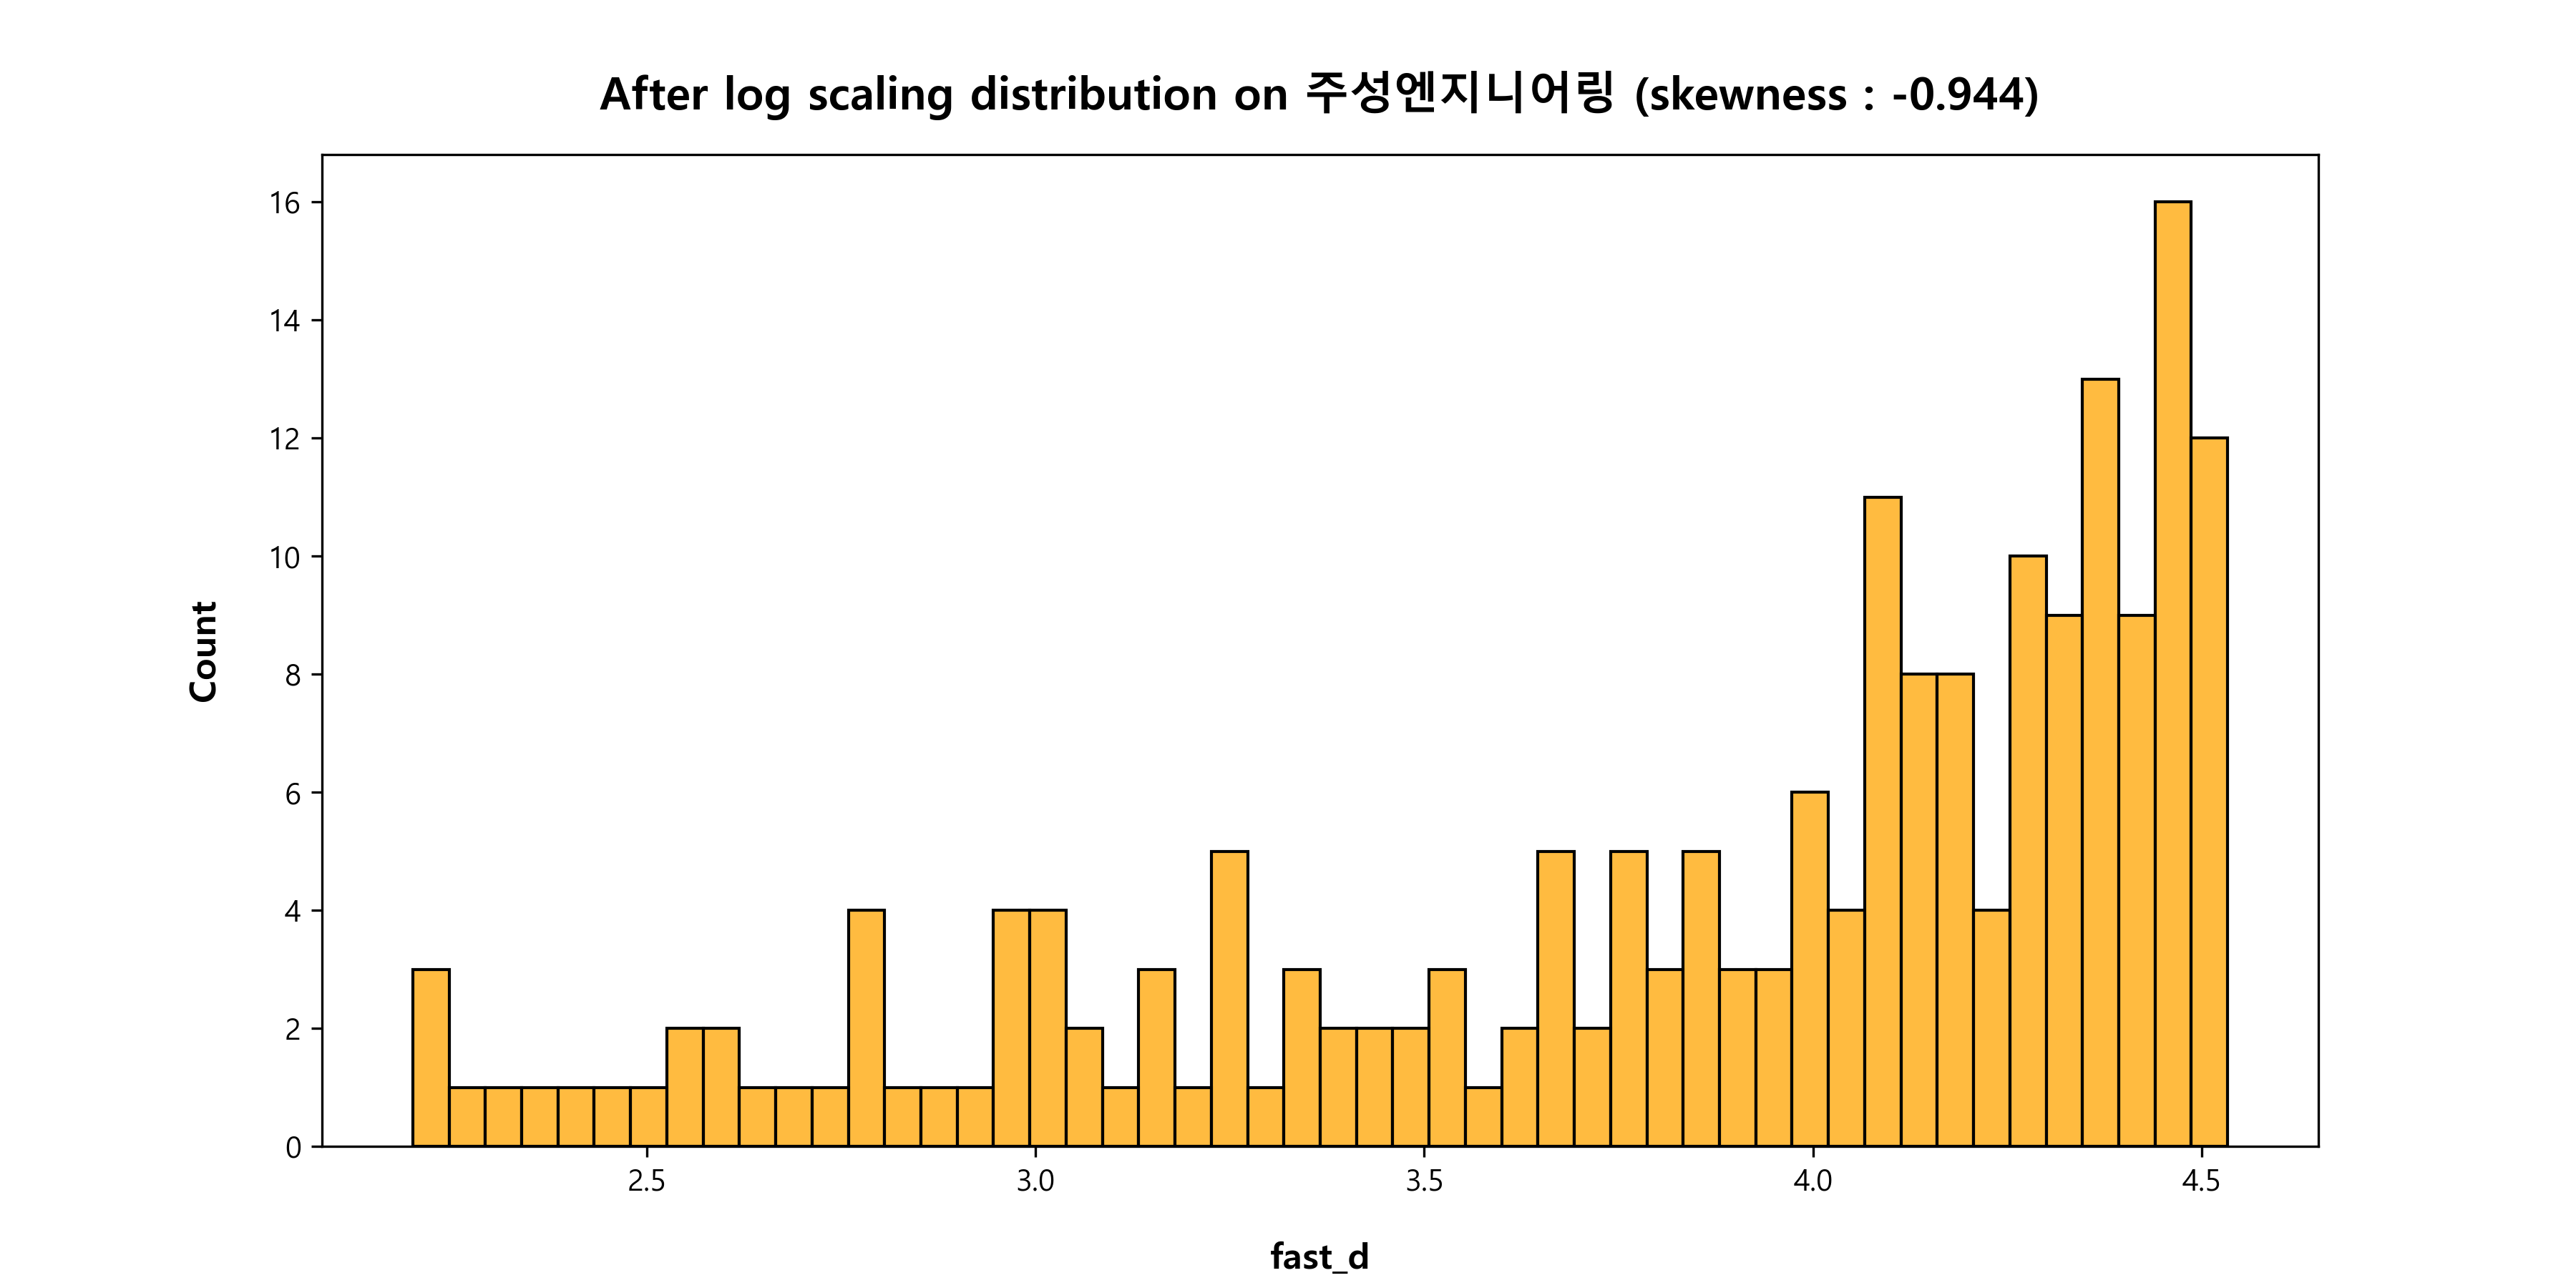 After log scaling distribution on 주성엔지니어링 (skewness : -0.944)
16
14
12
10
8
6
4
2
0
Count
2.5 3.0 3.5 4.0 4.5
fast_d